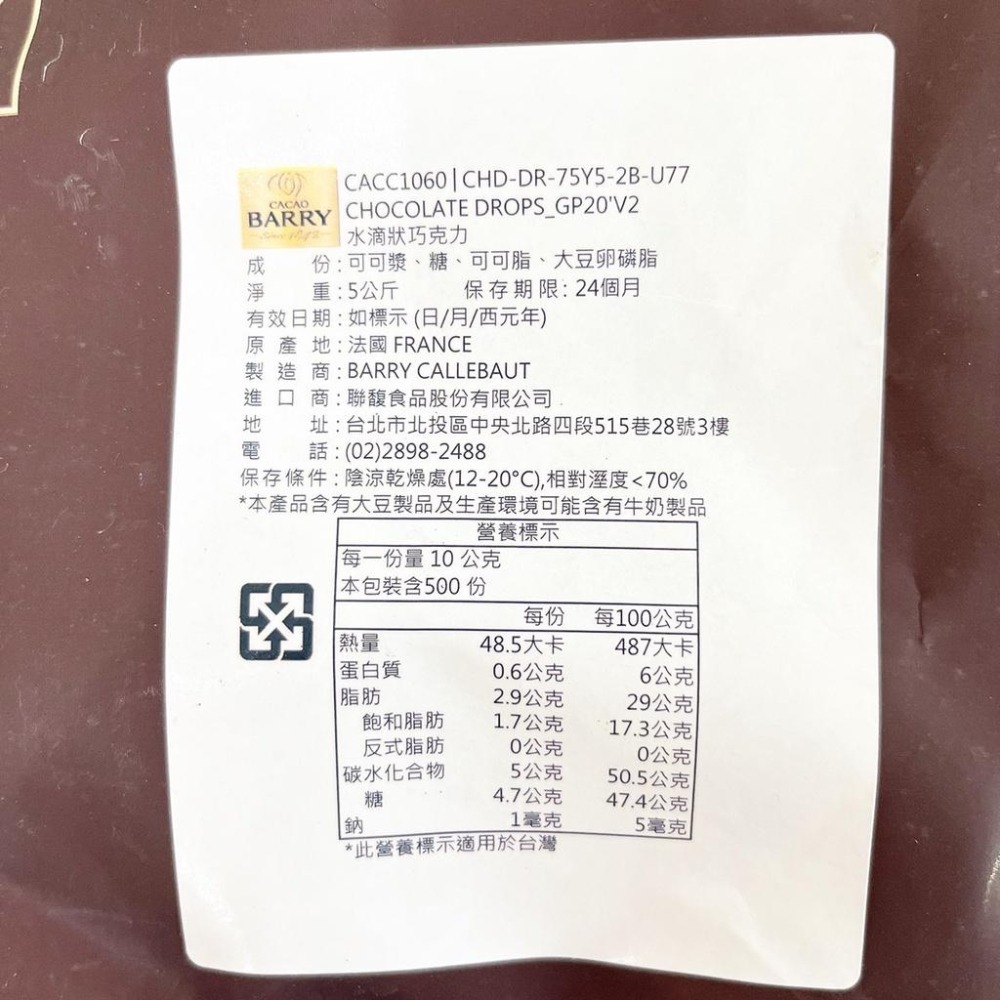 CACAO
BARRY
CACC1060|CHD-DR-75Y5-2B-U77
CHOCOLATE DROPS_GP20'V2
水滴狀巧克力
成份:可可漿、糖、可可脂、大豆卵磷脂
淨重:5公斤 保存期限:24個月
有效日期:如標示 (日/月/西元年)
原產地:法國 FRANCE
製造商:BARRY CALLEBAUT
進口商:聯馥食品股份有限公司
地址:台北市北投區中央北路四段515巷28號3樓
電話:(02)2898-2488
保存條件:陰涼乾燥處(12-20°C),相對溼度<70%
*本產品含有大豆製品及生產環境可能含有牛奶製品
營養標示
每一份量 10 公克
本包裝含500 份
每份 每100公克
熱量 48.5大卡 487大卡
蛋白質 0.6公克 6公克
脂肪 2.9公克 29公克
飽和脂肪 1.7公克 17.3公克
反式脂肪 0公克 0公克
碳水化合物 5公克 50.5公克
糖 4.7公克 47.4公克
鈉 1毫克 5毫克
*此營養標示適用於台灣